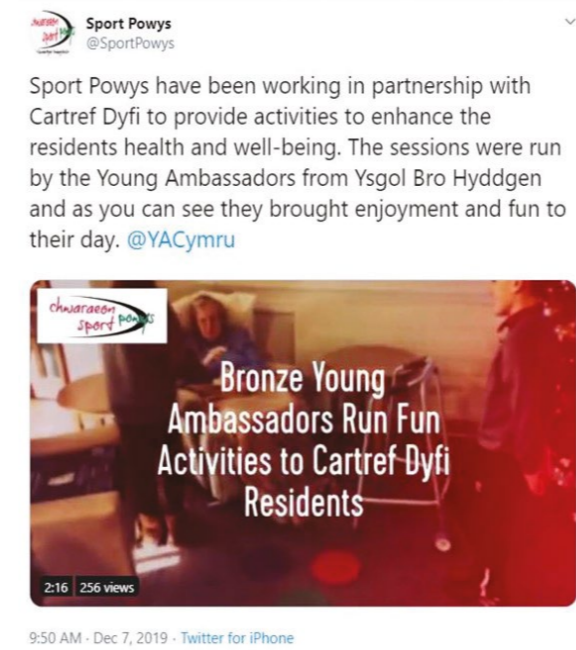 Sport Powys
@SportPowys
Sport Powys have been working in partnership with
Cartref Dyfi to provide activities to enhance the
residents health and well-being. The sessions were run
by the Young Ambassadors from Ysgol Bro Hyddgen
and as you can see they brought enjoyment and fun to
their day. @YACymru
chwaraeon
sport powys
Bronze Young
Ambassadors Run Fun
Activities to Cartref Dyfi
Residents
2:16 256 views
9:50 AM · Dec 7, 2019 · Twitter for iPhone